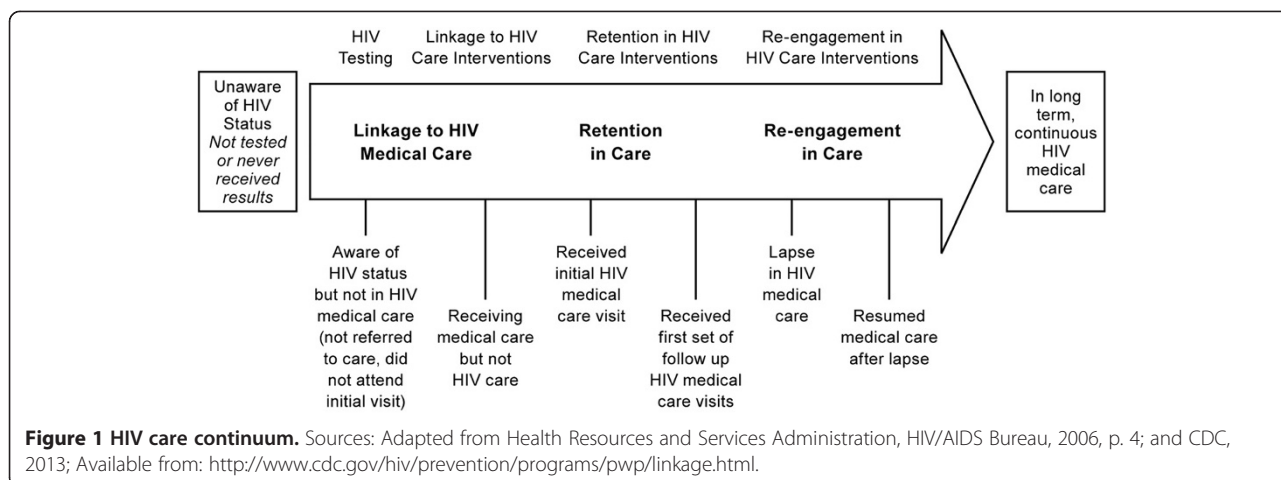 HIV
Testing
Linkage to HIV
Care Interventions
Retention in HIV
Care Interventions
Re-engagement in
HIV Care Interventions
Unaware
of HIV
Status
Not tested
or never
received
results
Linkage to HIV
Medical Care
Retention
in Care
Re-engagement
in Care
In long
term,
continuous
HIV
medical
care
Aware of
HIV status
but not in HIV
medical care
(not referred
to care, did
not attend
initial visit)
Receiving
medical care
but not
HIV care
Received
initial HIV
medical
care visit
Received
first set of
follow up
HIV medical
care visits
Lapse
in HIV
medical
care
Resumed
medical care
after lapse
Figure 1 HIV care continuum. Sources: Adapted from Health Resources and Services Administration, HIV/AIDS Bureau, 2006, p. 4; and CDC,
2013; Available from: http://www.cdc.gov/hiv/prevention/programs/pwp/linkage.html.